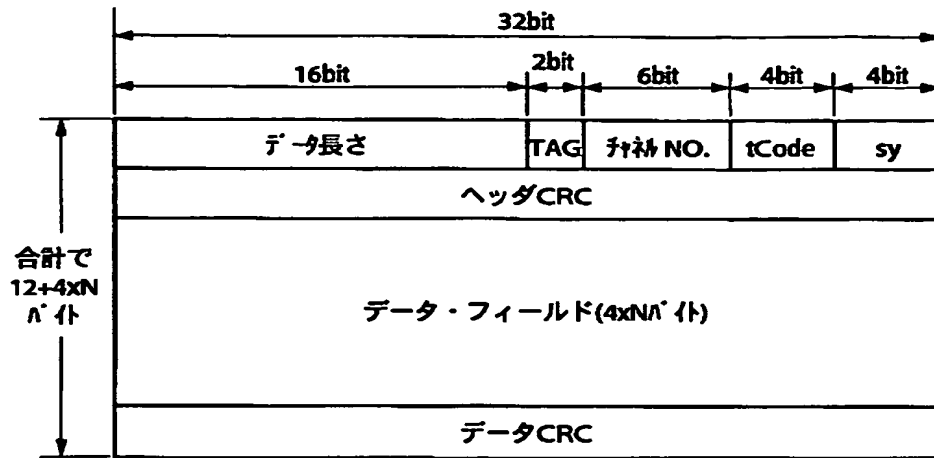 32bit
16bit
2bit
6bit
4bit
4bit
データ長さ
TAG
チャネル NO.
tCode
sy
ヘッダCRC
合計で
12+4xN
バイト
データ・フィールド(4xNバイト)
データCRC